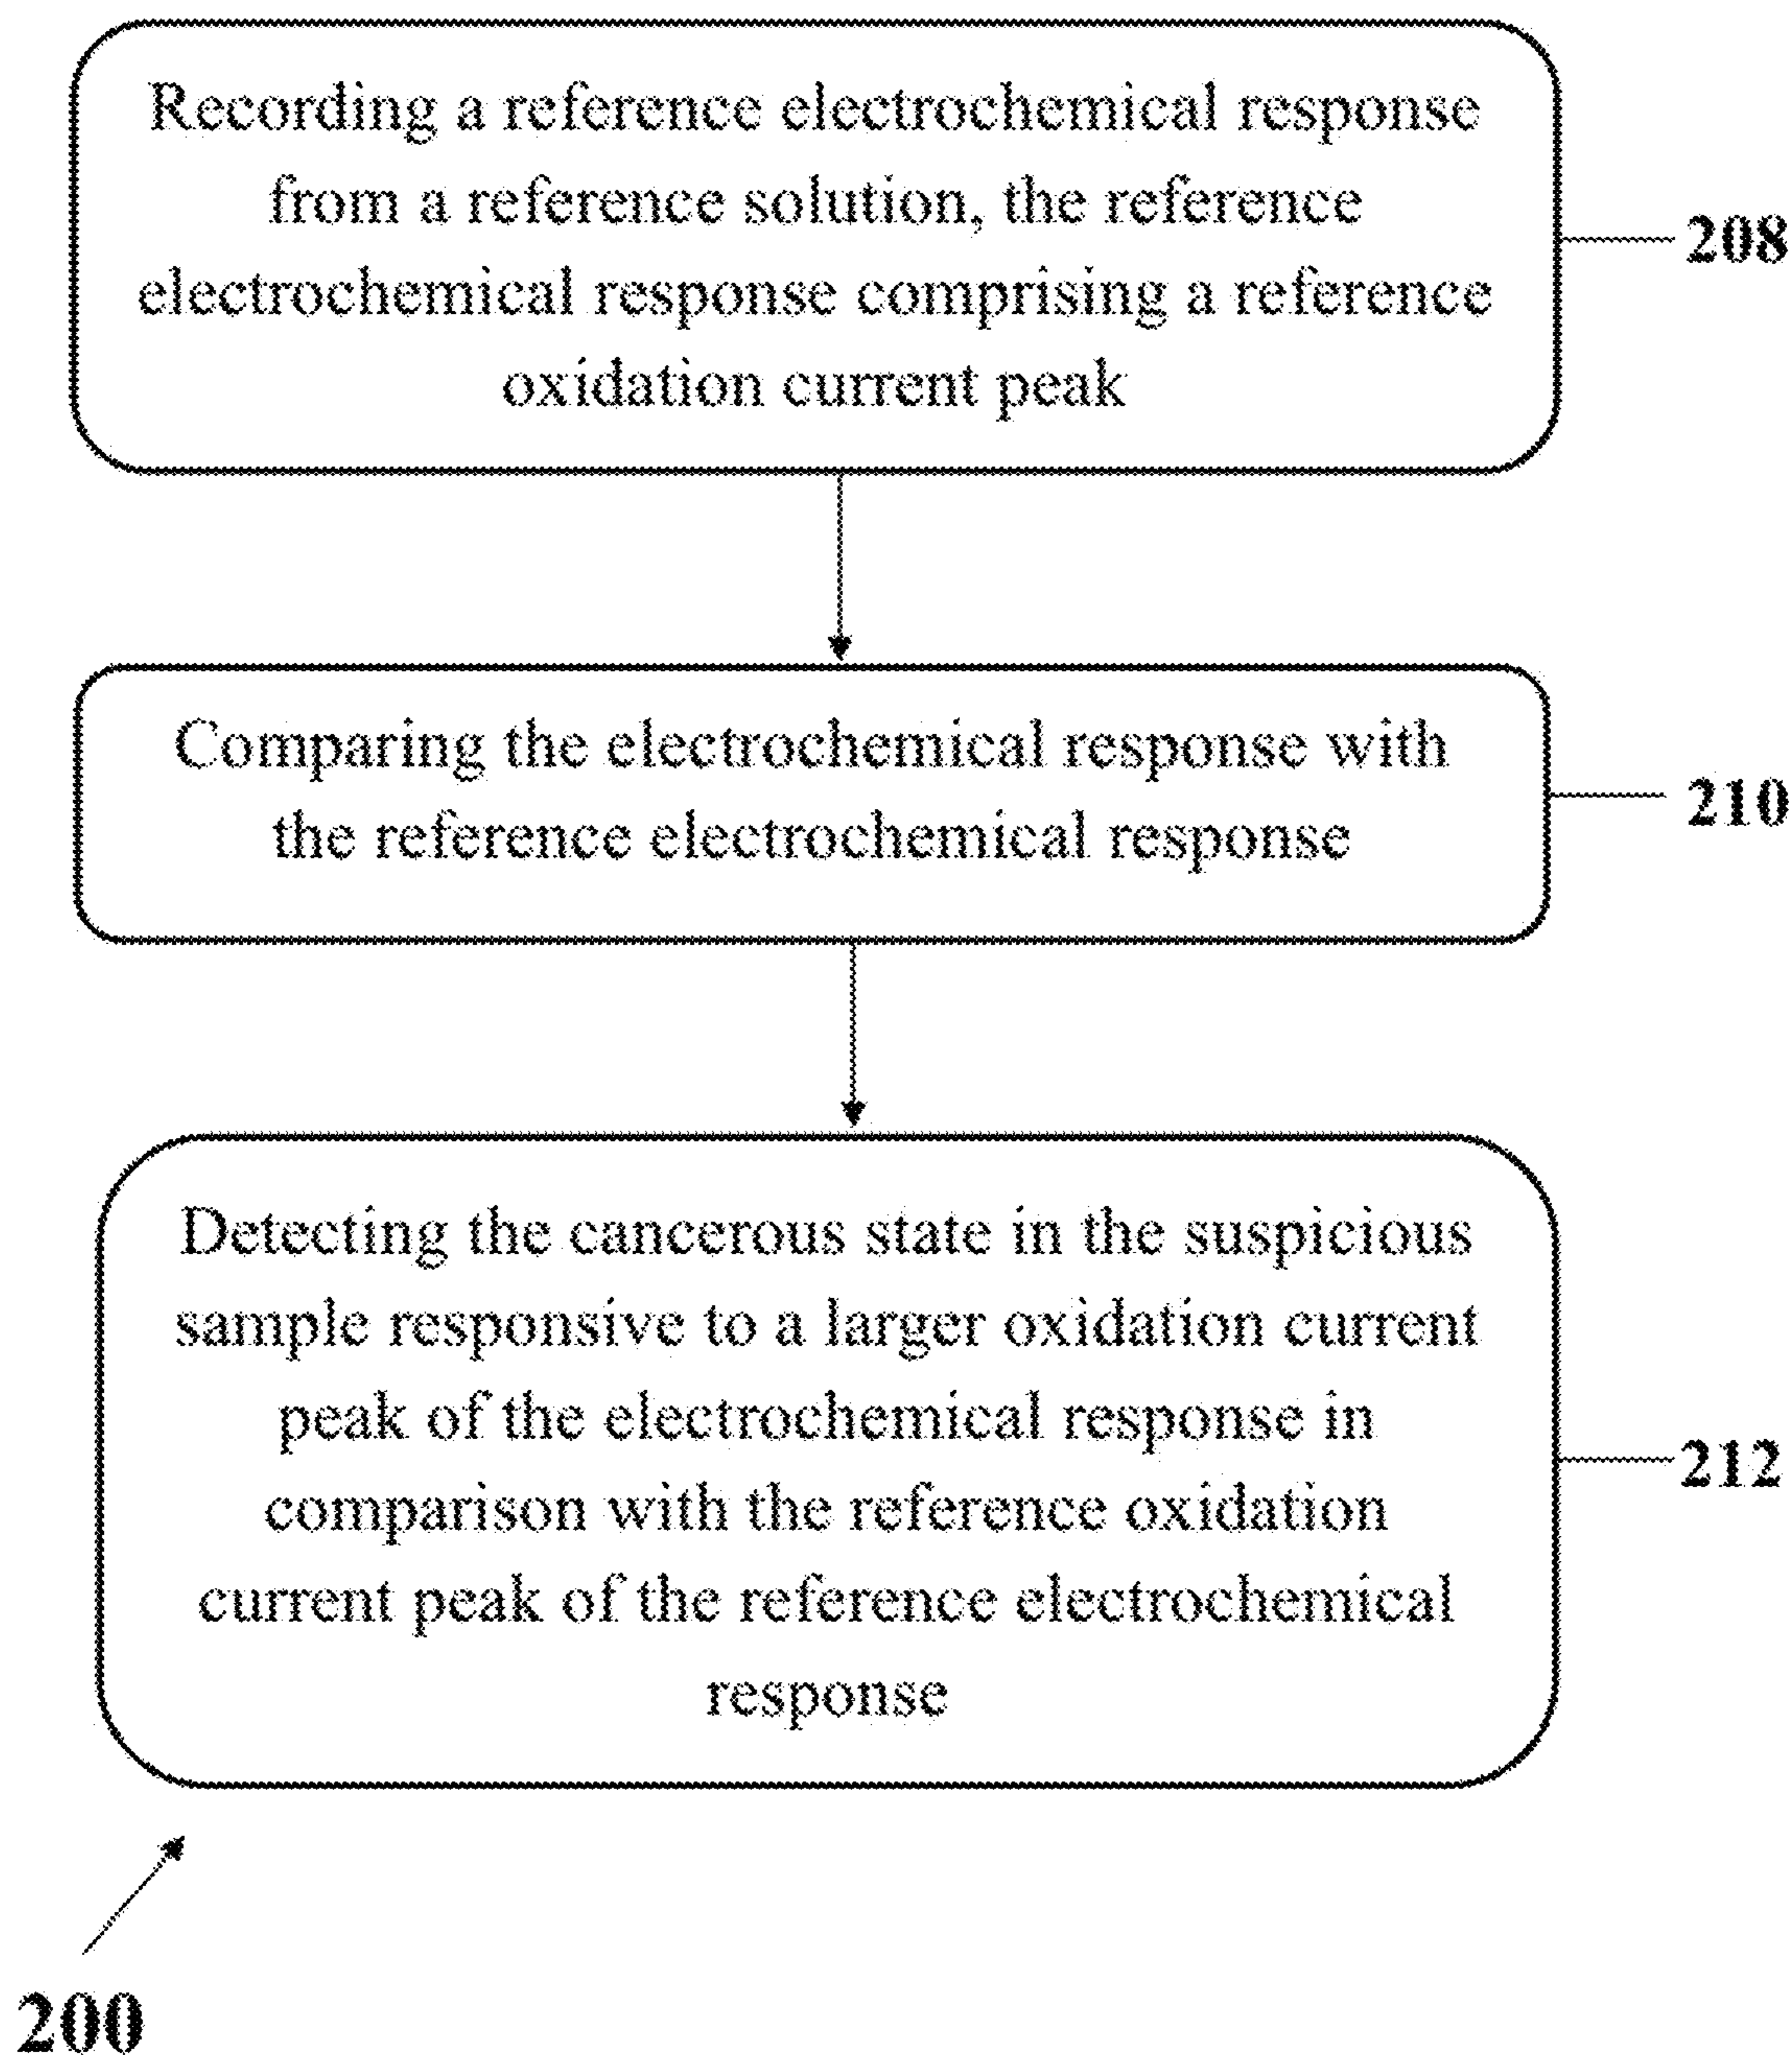 Recording a reference electrochemical response
from a reference solution, the reference
electrochemical response comprising a reference
oxidation current peak
208
Comparing the electrochemical response with
the reference electrochemical response
210
Detecting the cancerous state in the suspicious
sample responsive to a larger oxidation current
peak of the electrochemical response in
comparison with the reference oxidation
current peak of the reference electrochemical
response
212
200